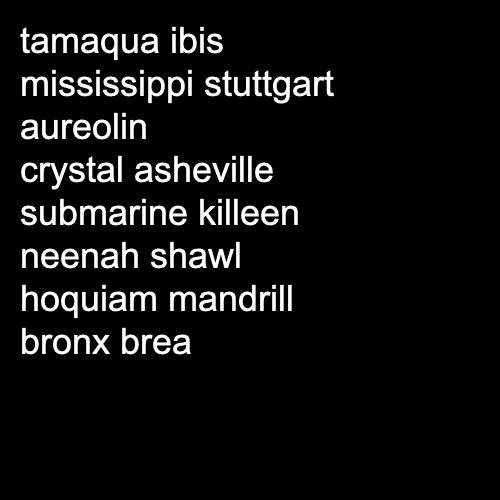 tamaqua ibis
mississippi stuttgart
aureolin
crystal asheville
submarine killeen
neenah shawl
hoquiam mandrill
bronx brea